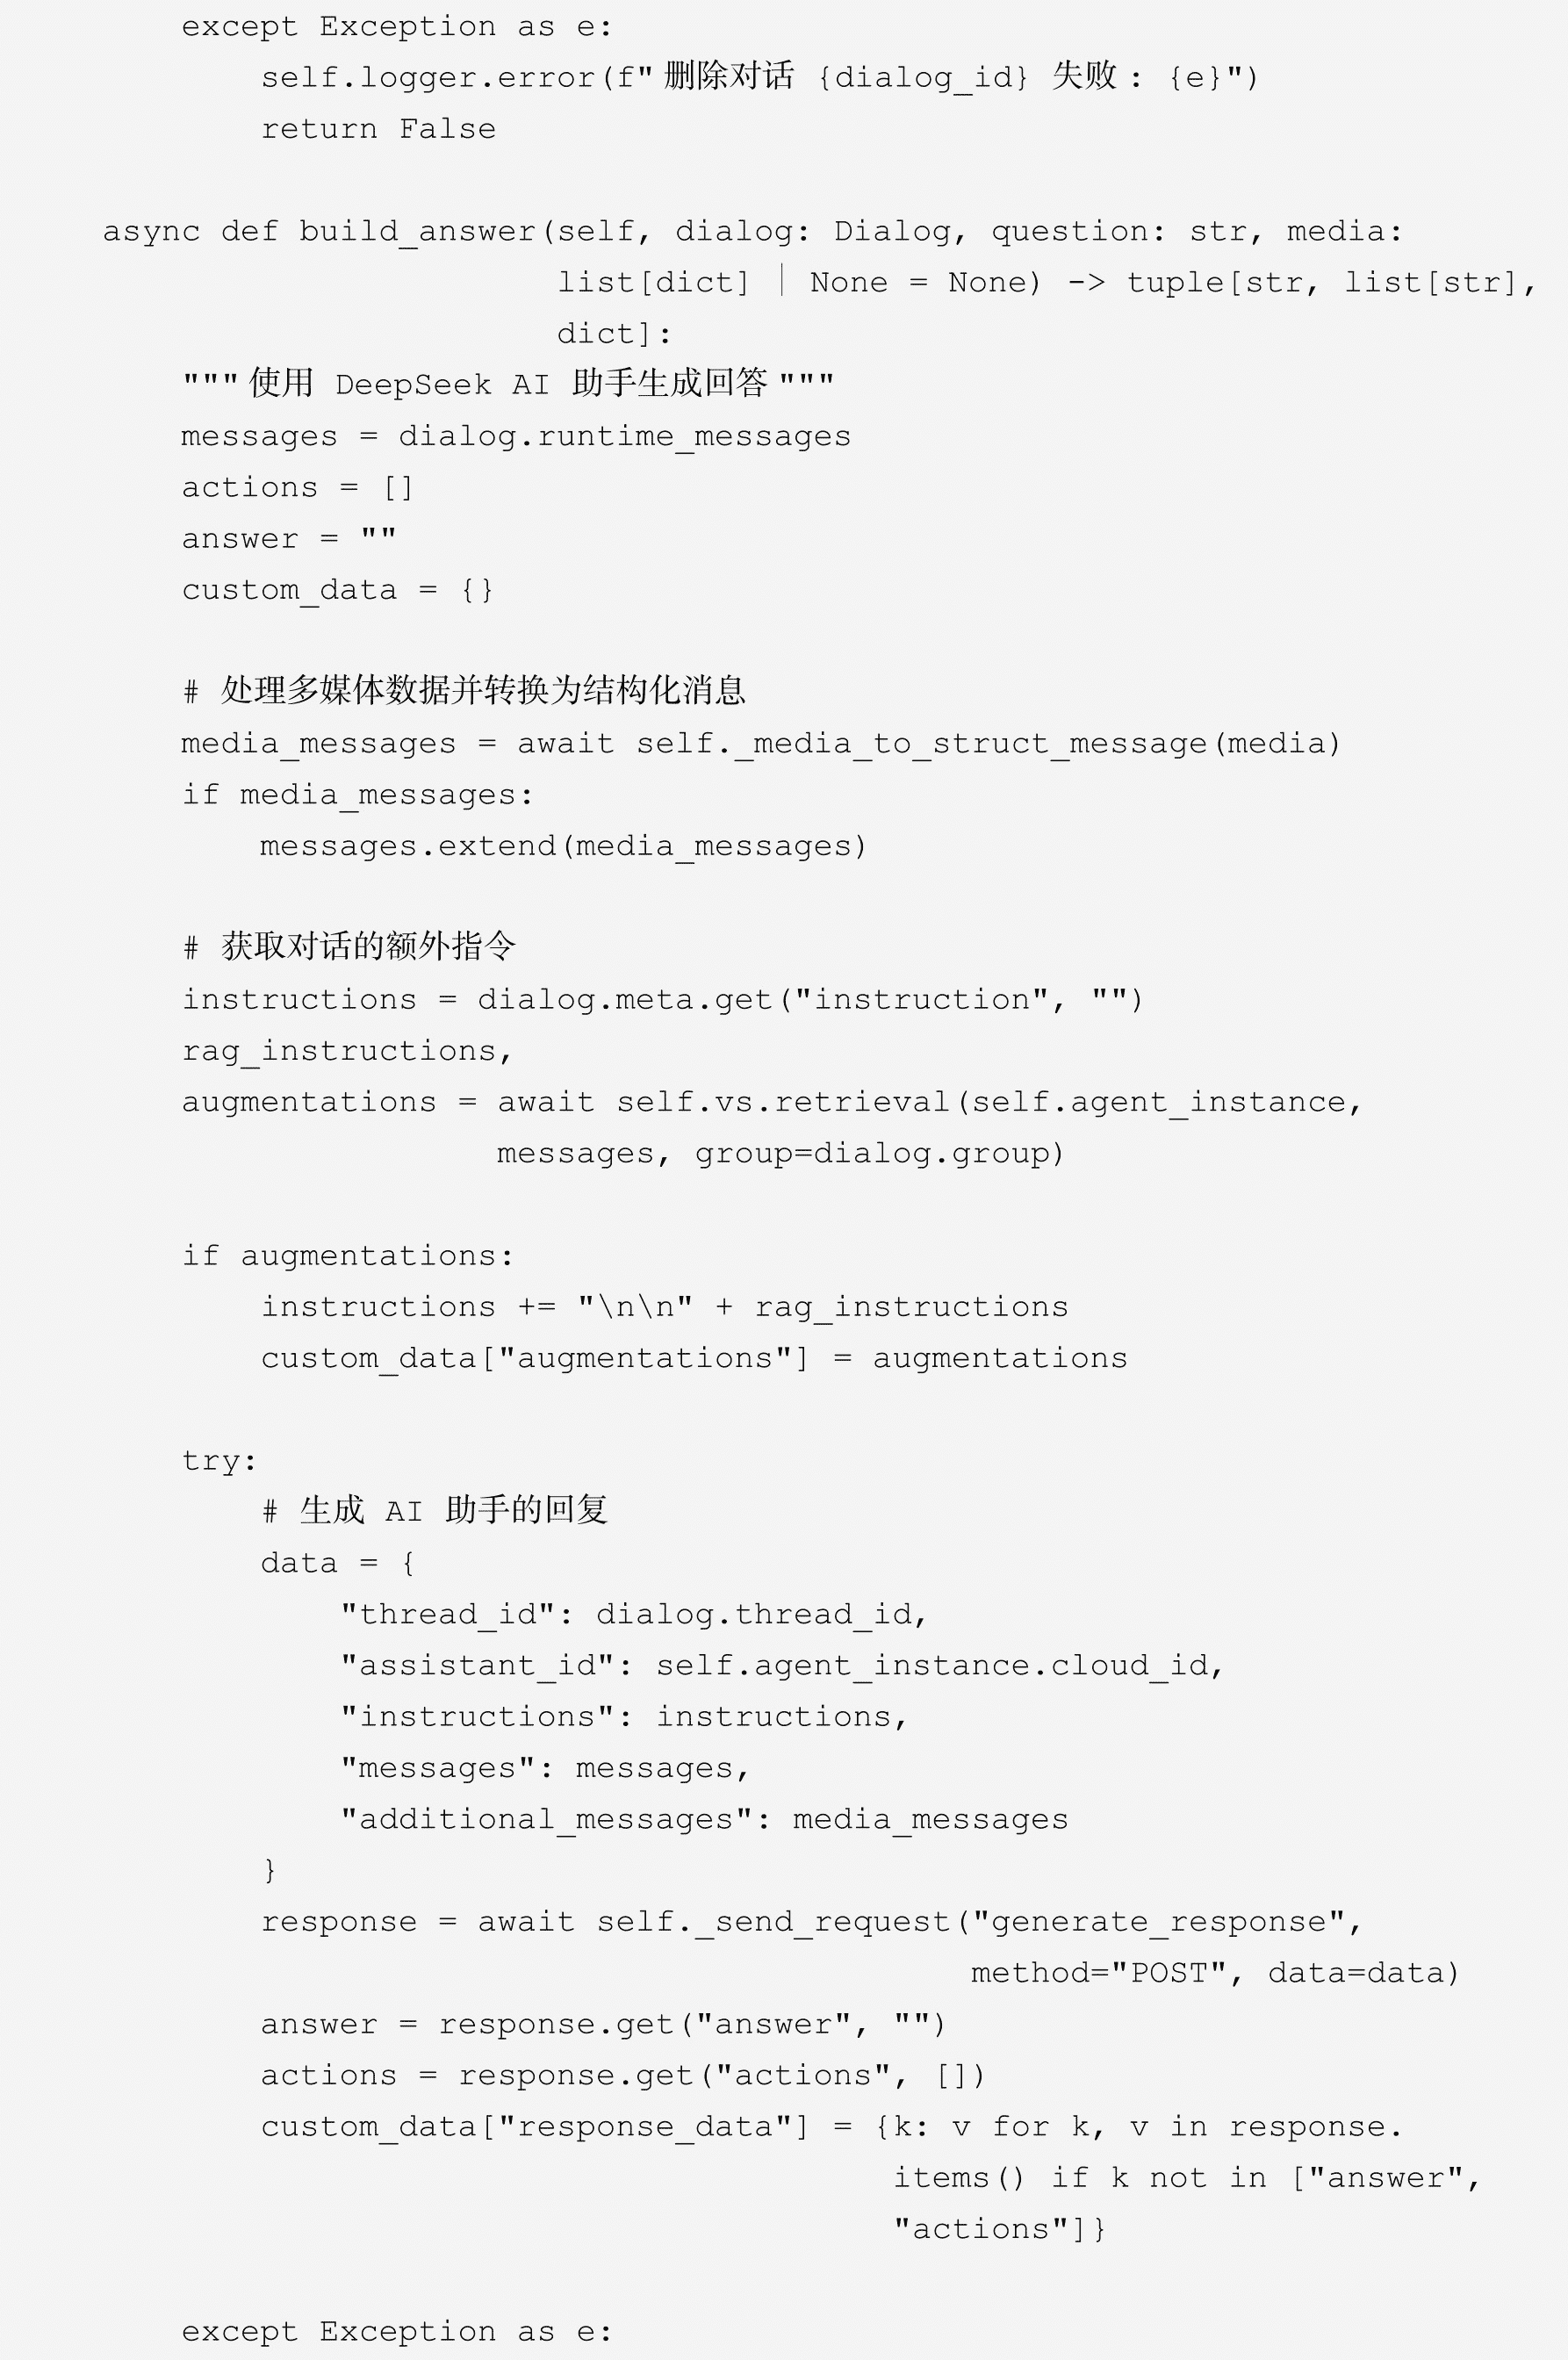 except Exception as e:
    self.logger.error(f"删除对话 {dialog_id} 失败: {e}")
    return False

async def build_answer(self, dialog: Dialog, question: str, media:
                       list[dict] | None = None) -> tuple[str, list[str],
                       dict]:
    """使用 DeepSeek AI 助手生成回答"""
    messages = dialog.runtime_messages
    actions = []
    answer = ""
    custom_data = {}

    # 处理多媒体数据并转换为结构化消息
    media_messages = await self._media_to_struct_message(media)
    if media_messages:
        messages.extend(media_messages)

    # 获取对话的额外指令
    instructions = dialog.meta.get("instruction", "")
    rag_instructions,
    augmentations = await self.vs.retrieval(self.agent_instance,
                    messages, group=dialog.group)

    if augmentations:
        instructions += "\n\n" + rag_instructions
        custom_data["augmentations"] = augmentations

    try:
        # 生成 AI 助手的回复
        data = {
            "thread_id": dialog.thread_id,
            "assistant_id": self.agent_instance.cloud_id,
            "instructions": instructions,
            "messages": messages,
            "additional_messages": media_messages
        }
        response = await self._send_request("generate_response",
                                            method="POST", data=data)
        answer = response.get("answer", "")
        actions = response.get("actions", [])
        custom_data["response_data"] = {k: v for k, v in response.
                                        items() if k not in ["answer",
                                        "actions"]}

    except Exception as e: